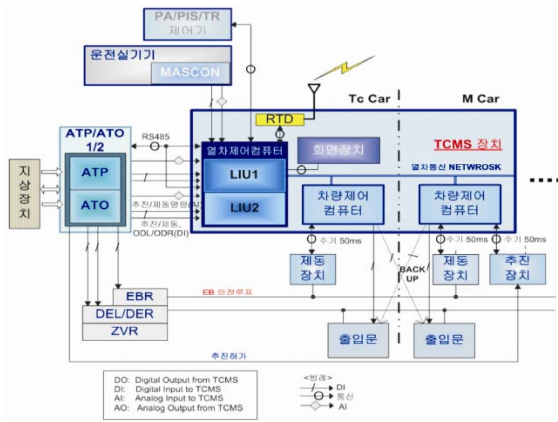 PA/PIS/TR
제어기
운전실기기
MASCON
RTD
Tc Car
M Car
ATP/ATO
1/2
RS485
열차제어컴퓨터
화면장치
TCMS 장치
열차통신 NETWROSK
지상장치
ATP
ATO
LIU1
LIU2
추진/제동명령(AI)
추진/제동,
ODL/ODR(DI)
차량제어
컴퓨터
차량제어
컴퓨터
주기 50ms
주기 50ms
주기 50ms
제동
장치
BACK
UP
제동
장치
추진
장치
EBR
EB 안전루프
DEL/DER
ZVR
출입문
출입문
추진허가
DO: Digital Output from TCMS
DI: Digital Input to TCMS
AI: Analog Input to TCMS
AO: Analog Output from TCMS
<범례>
DI
통신
AI